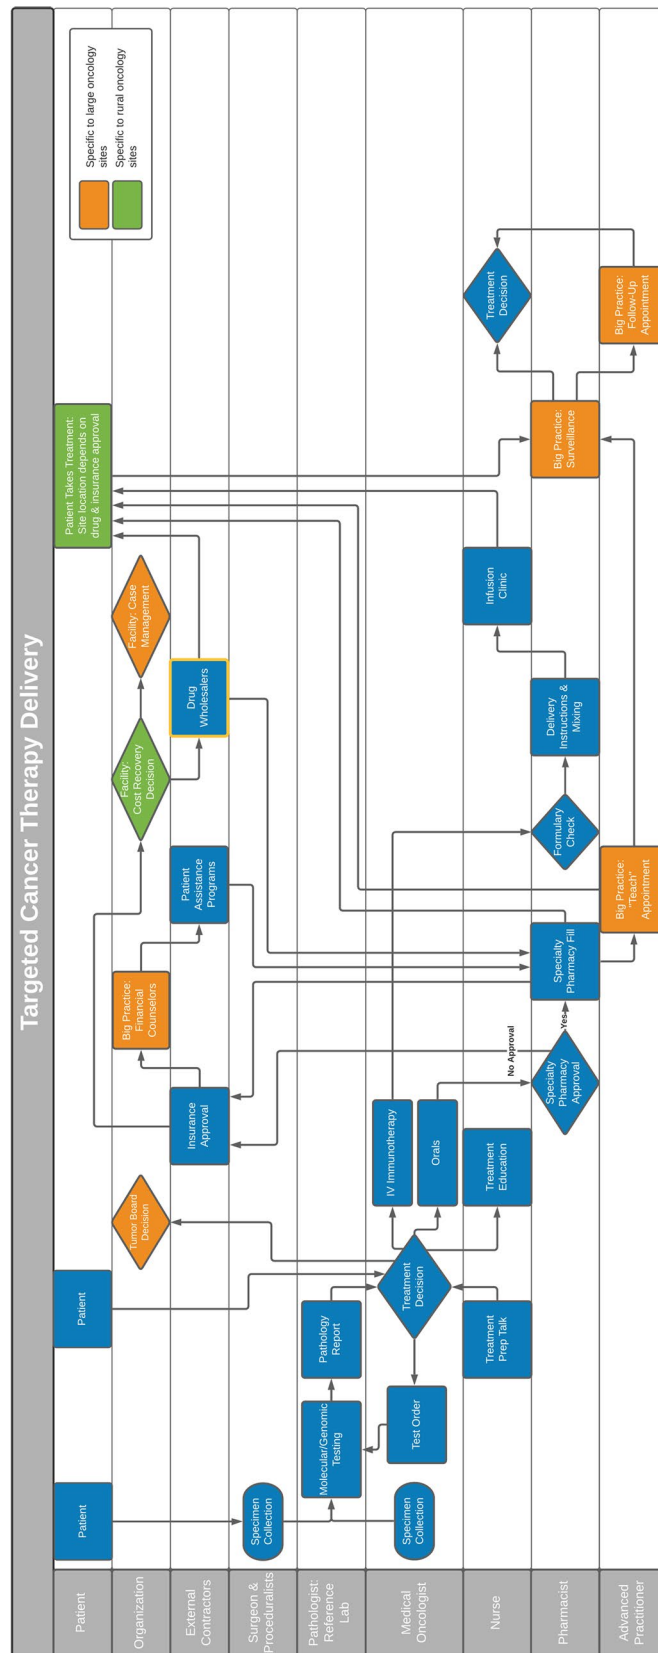 Targeted Cancer Therapy Delivery
Specific to large oncology
sites
Specific to rural oncology
sites
Patient
Patient
Patient
Patient Takes Treatment:
Site location depends on
drug & insurance approval
Organization
Tumor Board
Decision
Big Practice:
Financial
Counselors
Facility:
Cost Recovery
Decision
Facility: Case
Management
External
Contractors
Insurance
Approval
Patient
Assistance
Programs
Drug
Wholesalers
Surgeon &
Proceduralists
Specimen
Collection
Pathologist:
Reference
Lab
Molecular/Genomic
Testing
Pathology
Report
Medical
Oncologist
Specimen
Collection
Test Order
Treatment
Decision
IV Immunotherapy
Orals
Nurse
Treatment
Prep Talk
Treatment
Education
Infusion
Clinic
Treatment
Decision
No Approval
Pharmacist
Specialty
Pharmacy
Approval
Yes
Specialty
Pharmacy Fill
Formulary
Check
Delivery
Instructions &
Mixing
Big Practice:
Surveillance
Advanced
Practitioner
Big Practice:
"Teach"
Appointment
Big Practice:
Follow-Up
Appointment